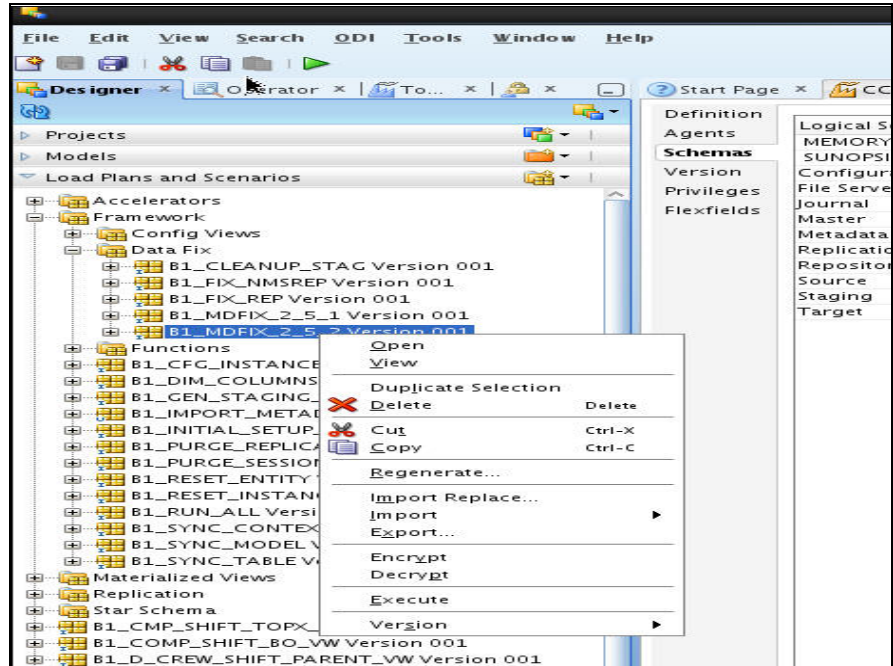 File Edit View Search ODI Tools Window Help
Designer × Operator × To... × ×
Start Page × CC
Projects
Models
Load Plans and Scenarios
Accelerators
Framework
Config Views
Data Fix
B1_CLEANUP_STAG Version 001
B1_FIX_NMSREP Version 001
B1_FIX_REP Version 001
B1_MDFIX_2_5_1 Version 001
B1_MDFIX_2_5_2 Version 001
Functions
B1_CFG_INSTANCE
B1_DIM_COLUMNS
B1_GEN_STAGING_
B1_IMPORT_METAD
B1_INITIAL_SETUP_
B1_PURGE_REPLICA
B1_PURGE_SESSION
B1_RESET_ENTITY
B1_RESET_INSTAN
B1_RUN_ALL Versi
B1_SYNC_CONTEX
B1_SYNC_MODEL V
B1_SYNC_TABLE Ve
Materialized Views
Replication
Star Schema
B1_CMP_SHIFT_TOPX_
B1_COMP_SHIFT_BO_VW Version 001
B1_D_CREW_SHIFT_PARENT_VW Version 001
Open
View
Duplicate Selection
Delete Delete
Cut Ctrl-X
Copy Ctrl-C
Regenerate...
Import Replace...
Import
Export...
Encrypt
Decrypt
Execute
Version
Definition
Agents
Schemas
Version
Privileges
Flexfields
Logical S
MEMORY
SUNOPSI
Configur
File Serve
Journal
Master
Metadata
Replicatio
Repositor
Source
Staging
Target